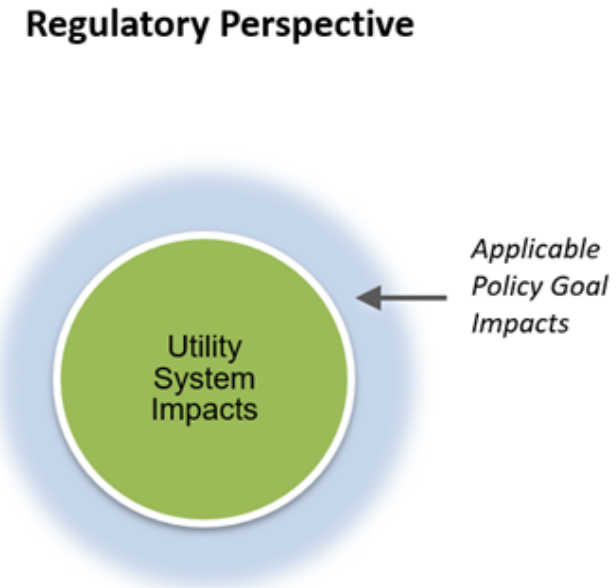 Regulatory Perspective
Applicable
Policy Goal
Impacts
Utility
System
Impacts